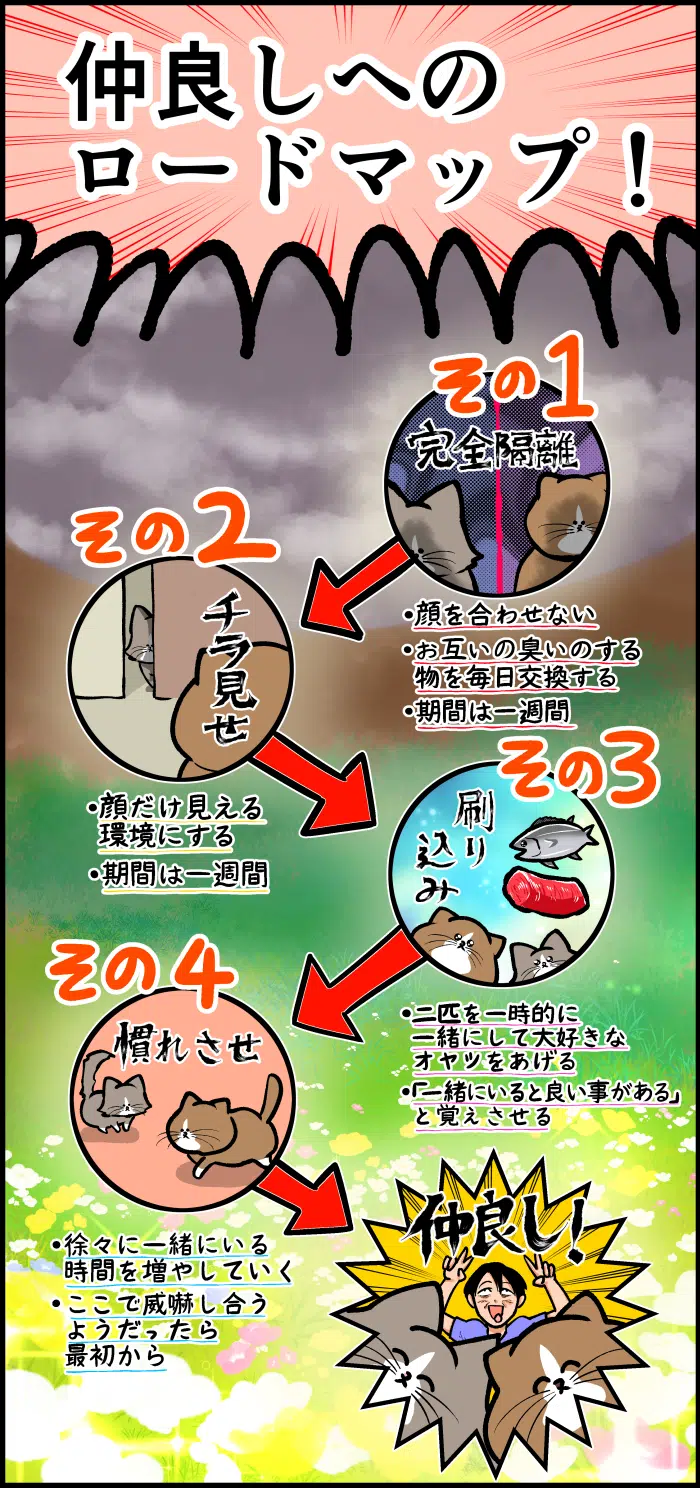 仲良しへの
ロードマップ！
その1
完全隔離
・顔を合わせない
・お互いの臭いのする
物を毎日交換する
・期間は一週間
その2
チラ見せ
・顔だけ見える
環境にする
・期間は一週間
その3
刷り
込み
・二匹を一時的に
一緒にして大好きな
オヤツをあげる
・「一緒にいると良い事がある」
と覚えさせる
その4
慣れさせ
・徐々に一緒にいる
時間を増やしていく
・ここで威嚇し合う
ようだったら
最初から
仲良し！